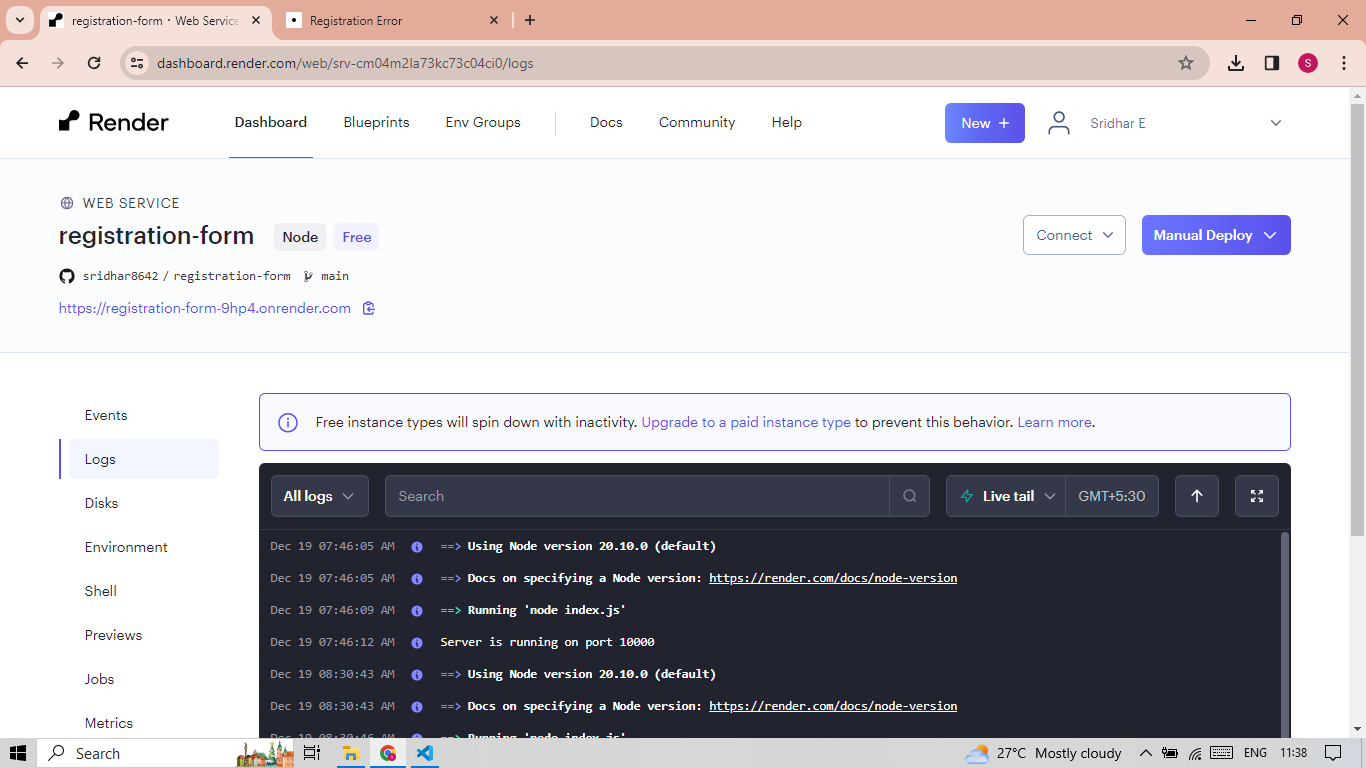 registration-form · Web Service
Registration Error
dashboard.render.com/web/srv-cm04m2la73kc73c04ci0/logs
S
Render
Dashboard
Blueprints
Env Groups
Docs
Community
Help
New +
Sridhar E
WEB SERVICE
registration-form
Node
Free
Connect
Manual Deploy
sridhar8642 / registration-form
main
https://registration-form-9hp4.onrender.com
Events
Logs
Disks
Environment
Shell
Previews
Jobs
Metrics
Free instance types will spin down with inactivity. Upgrade to a paid instance type to prevent this behavior. Learn more.
All logs
Search
Live tail
GMT+5:30
Dec 19 07:46:05 AM ==> Using Node version 20.10.0 (default)
Dec 19 07:46:05 AM ==> Docs on specifying a Node version: https://render.com/docs/node-version
Dec 19 07:46:09 AM ==> Running 'node index.js'
Dec 19 07:46:12 AM Server is running on port 10000
Dec 19 08:30:43 AM ==> Using Node version 20.10.0 (default)
Dec 19 08:30:43 AM ==> Docs on specifying a Node version: https://render.com/docs/node-version
Dec 19 08:30:46 AM ==> Running 'node index.js'
Search
27°C Mostly cloudy
ENG
11:38